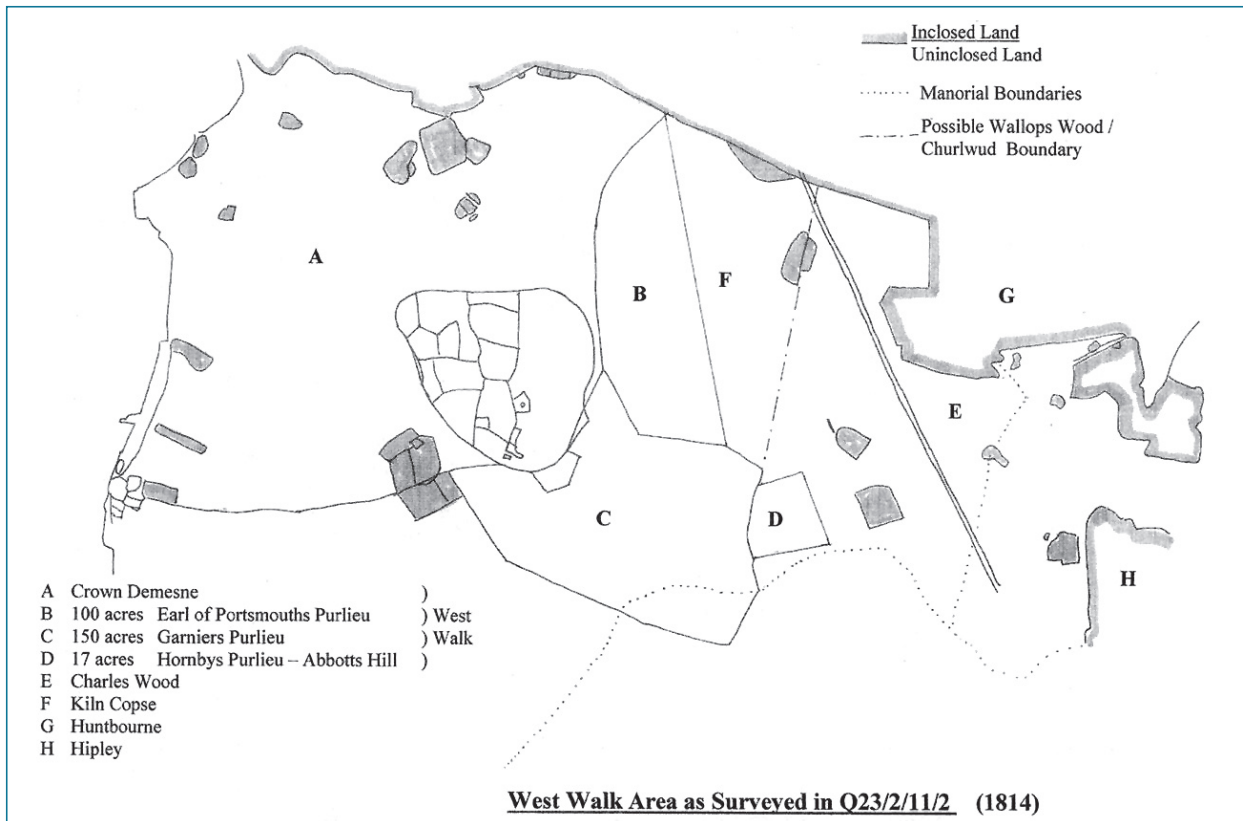 Inclosed Land
Uninclosed Land
Manorial Boundaries
Possible Wallops Wood /
Churlwud Boundary
A
B
F
G
E
C
D
H
A Crown Demesne )
B 100 acres Earl of Portsmouths Purlieu ) West
C 150 acres Garniers Purlieu ) Walk
D 17 acres Hornbys Purlieu – Abbotts Hill )
E Charles Wood
F Kiln Copse
G Huntbourne
H Hipley
West Walk Area as Surveyed in Q23/2/11/2 (1814)